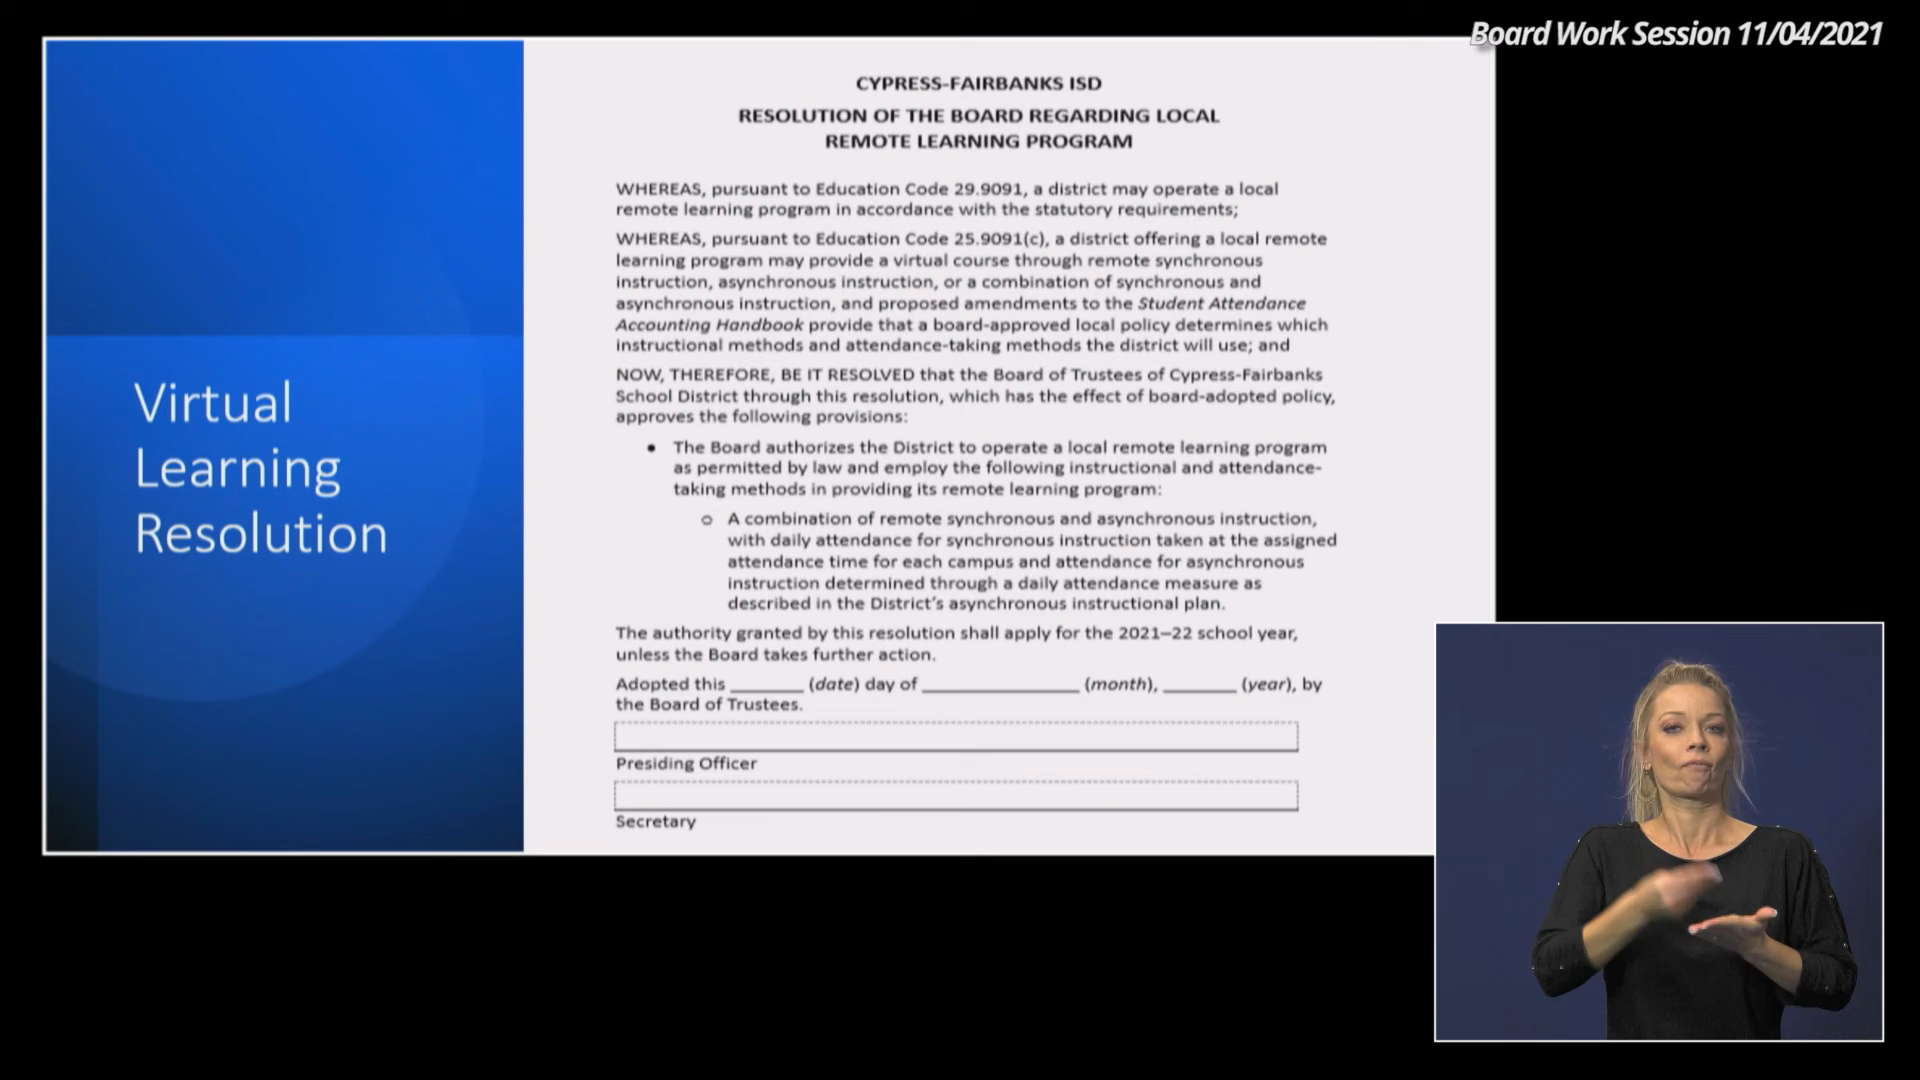 Board Work Session 11/04/2021
Virtual
Learning
Resolution
CYPRESS-FAIRBANKS ISD
RESOLUTION OF THE BOARD REGARDING LOCAL
REMOTE LEARNING PROGRAM
WHEREAS, pursuant to Education Code 29.9091, a district may operate a local
remote learning program in accordance with the statutory requirements;
WHEREAS, pursuant to Education Code 25.9091(c), a district offering a local remote
learning program may provide a virtual course through remote synchronous
instruction, asynchronous instruction, or a combination of synchronous and
asynchronous instruction, and proposed amendments to the Student Attendance
Accounting Handbook provide that a board-approved local policy determines which
instructional methods and attendance-taking methods the district will use; and
NOW, THEREFORE, BE IT RESOLVED that the Board of Trustees of Cypress-Fairbanks
School District through this resolution, which has the effect of board-adopted policy,
approves the following provisions:
• The Board authorizes the District to operate a local remote learning program
as permitted by law and employ the following instructional and attendance-
taking methods in providing its remote learning program:
o A combination of remote synchronous and asynchronous instruction,
with daily attendance for synchronous instruction taken at the assigned
attendance time for each campus and attendance for asynchronous
instruction determined through a daily attendance measure as
described in the District's asynchronous instructional plan.
The authority granted by this resolution shall apply for the 2021–22 school year,
unless the Board takes further action.
Adopted this _______ (date) day of _______________ (month), _______ (year), by
the Board of Trustees.
Presiding Officer
Secretary